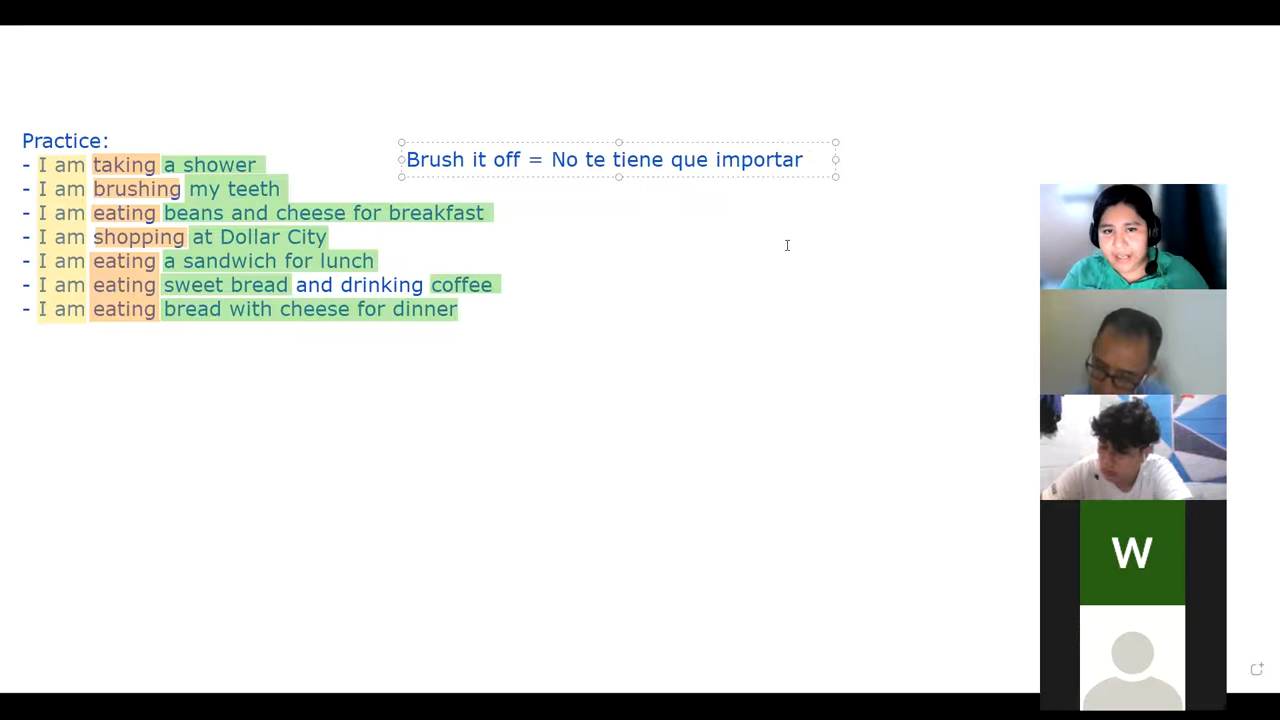 Practice:
- I am taking a shower
- I am brushing my teeth
- I am eating beans and cheese for breakfast
- I am shopping at Dollar City
- I am eating a sandwich for lunch
- I am eating sweet bread and drinking coffee
- I am eating bread with cheese for dinner
Brush it off = No te tiene que importar
W